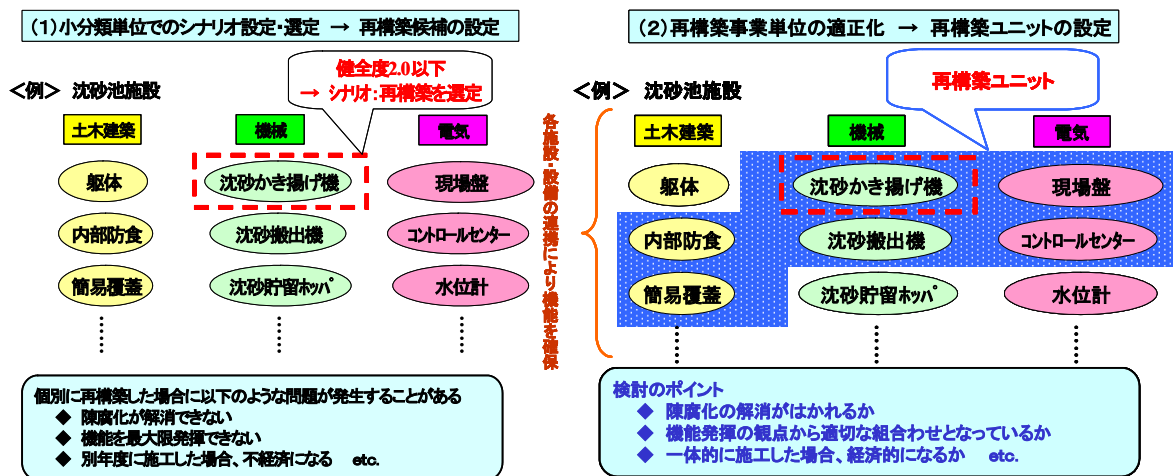 (1)小分類単位でのシナリオ設定・選定 → 再構築候補の設定
健全度2.0以下
→ シナリオ:再構築を選定
<例> 沈砂池施設
土木建築
機械
電気
躯体
沈砂かき揚げ機
現場盤
内部防食
沈砂搬出機
コントロールセンター
簡易覆蓋
沈砂貯留ホッパ
水位計
個別に再構築した場合に以下のような問題が発生することがある
◆ 陳腐化が解消できない
◆ 機能を最大限発揮できない
◆ 別年度に施工した場合、不経済になる etc.
各施設・設備の連携により機能を確保
(2)再構築事業単位の適正化 → 再構築ユニットの設定
再構築ユニット
<例> 沈砂池施設
土木建築
機械
電気
躯体
沈砂かき揚げ機
現場盤
内部防食
沈砂搬出機
コントロールセンター
簡易覆蓋
沈砂貯留ホッパ
水位計
検討のポイント
◆ 陳腐化の解消がはかれるか
◆ 機能発揮の観点から適切な組合わせとなっているか
◆ 一体的に施工した場合、経済的になるか etc.